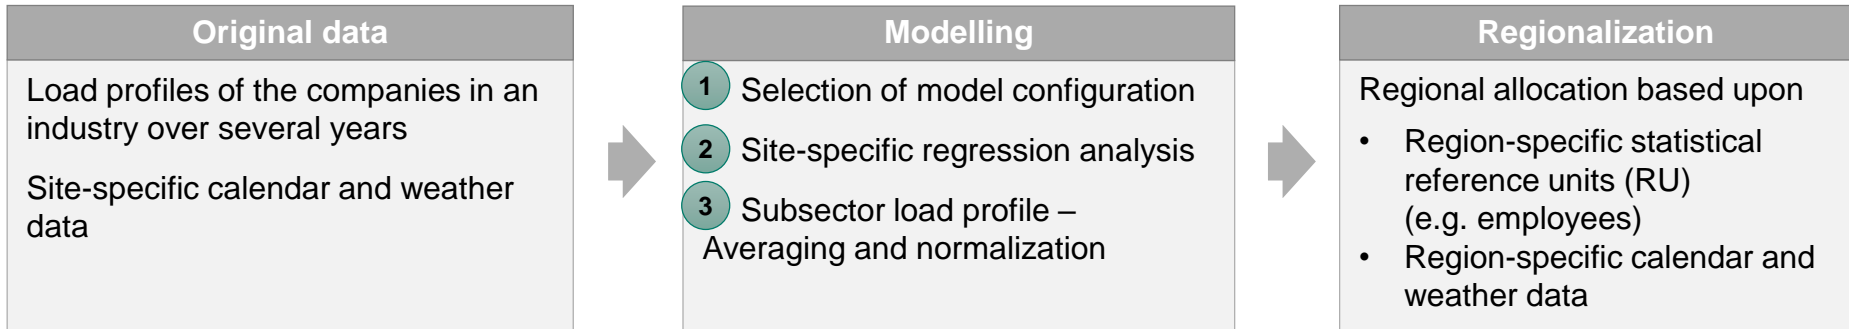 Original data
Load profiles of the companies in an
industry over several years
Site-specific calendar and weather
data
Modelling
1 Selection of model configuration
2 Site-specific regression analysis
3 Subsector load profile –
Averaging and normalization
Regionalization
Regional allocation based upon
• Region-specific statistical
reference units (RU)
(e.g. employees)
• Region-specific calendar and
weather data